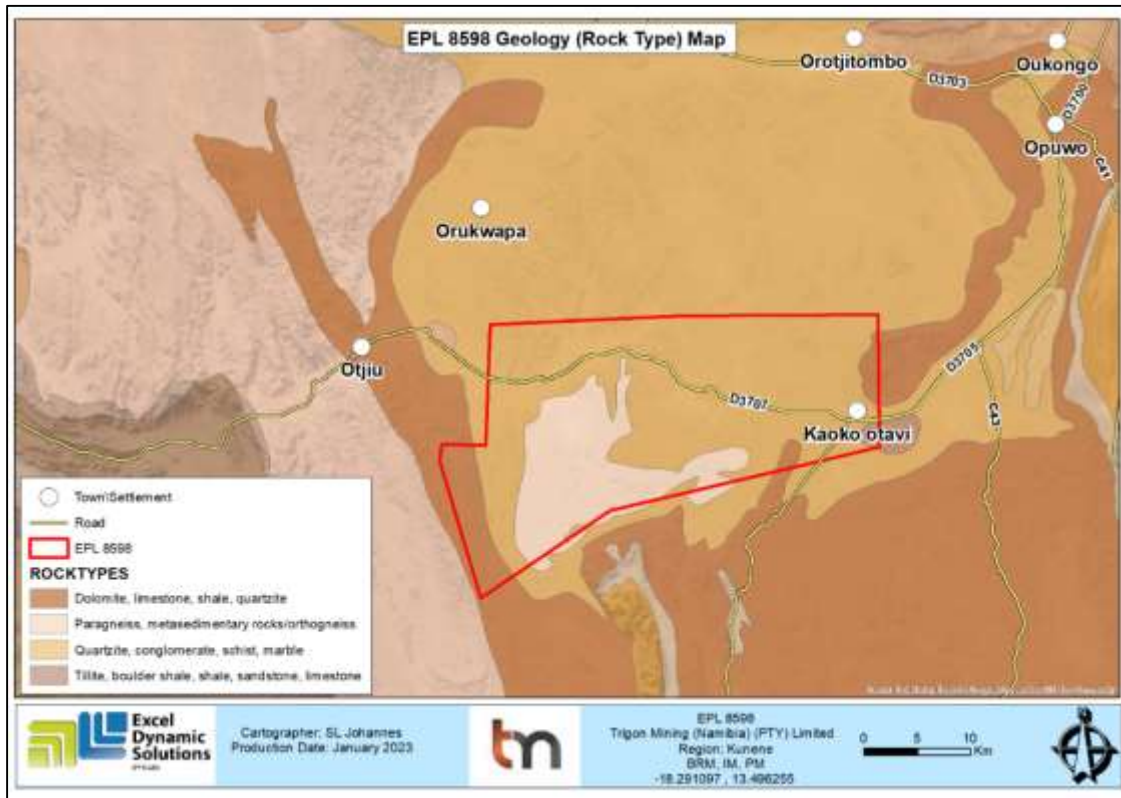 EPL 8598 Geology (Rock Type) Map
Orotjitombo
Oukongo
D3703
D3700
Opuwo
C41
Orukwapa
Otjiu
D3707
D3705
Kaoko otavi
C43
Town\Settlement
Road
EPL 8598
ROCKTYPES
Dolomite, limestone, shale, quartzite
Paragneiss, metasedimentary rocks/orthogneiss
Quartzite, conglomerate, schist, marble
Tillite, boulder shale, shale, sandstone, limestone
Excel
Dynamic
Solutions
Cartographer: SL Johannes
Production Date: January 2023
tm
EPL 8598
Trigon Mining (Namibia) (PTY) Limited
Region: Kunene
BRM, IM, PM
-18.291097 , 13.496255
0 5 10
Km